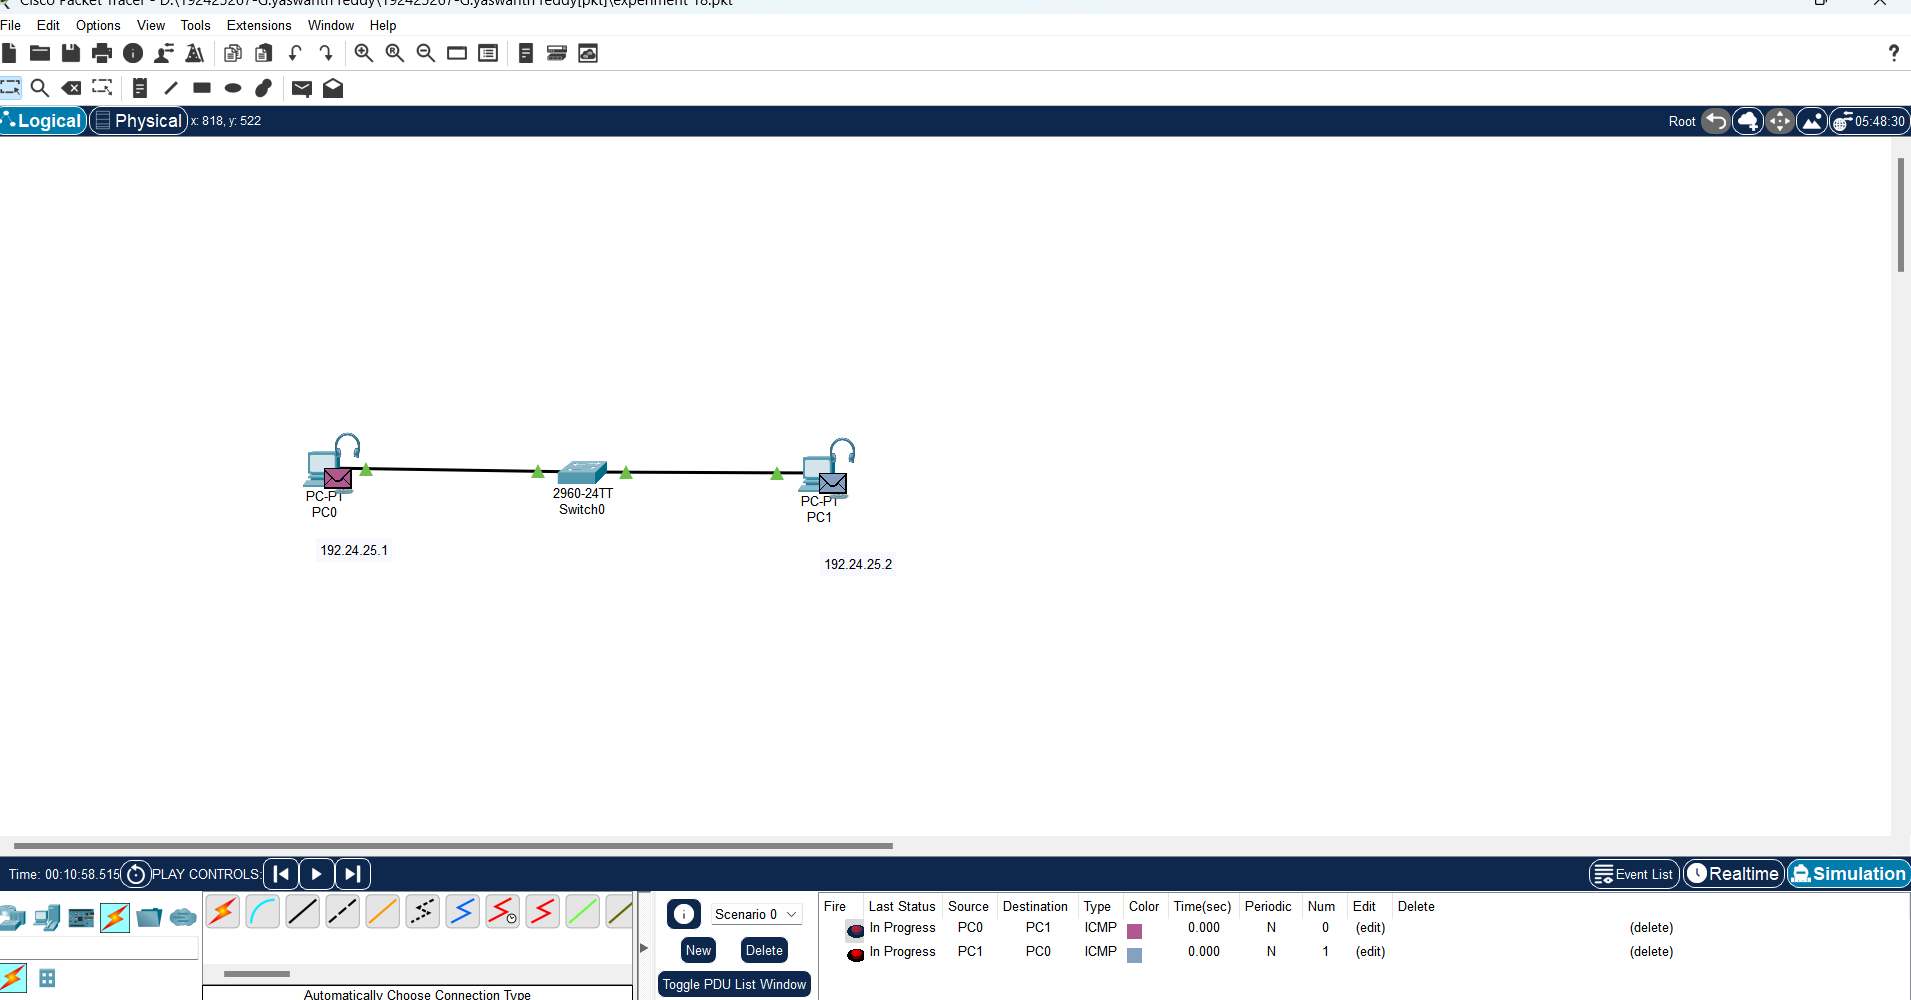 Cisco Packet Tracer - D:\192425267-G.yaswanth reddy\192425267-G.yaswanth reddy[pkt]\experiment 18.pkt
File Edit Options View Tools Extensions Window Help
Logical Physical x: 818, y: 522 Root 05:48:30
PC-PT
PC0
192.24.25.1
2960-24TT
Switch0
PC-PT
PC1
192.24.25.2
Time: 00:10:58.515 PLAY CONTROLS: Event List Realtime Simulation
Scenario 0
New Delete
Toggle PDU List Window
Automatically Choose Connection Type
Fire Last Status Source Destination Type Color Time(sec) Periodic Num Edit Delete
In Progress PC0 PC1 ICMP 0.000 N 0 (edit) (delete)
In Progress PC1 PC0 ICMP 0.000 N 1 (edit) (delete)